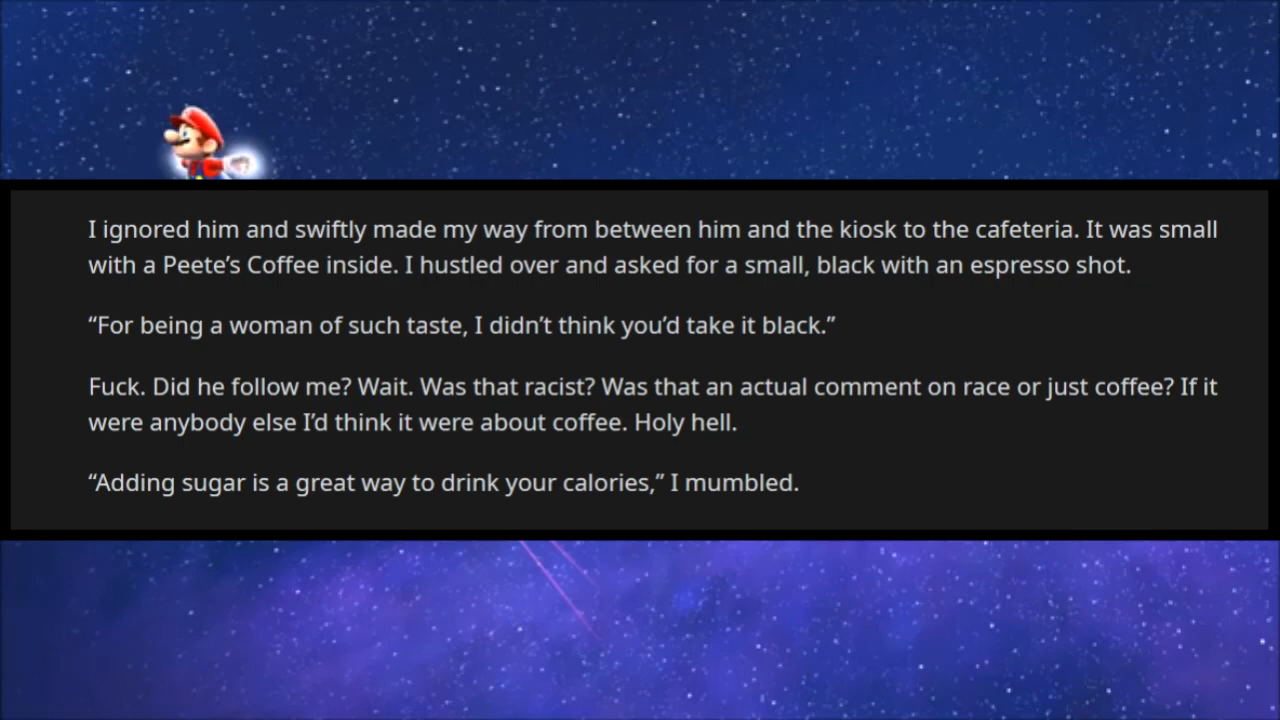 I ignored him and swiftly made my way from between him and the kiosk to the cafeteria. It was small
with a Peete’s Coffee inside. I hustled over and asked for a small, black with an espresso shot.
“For being a woman of such taste, I didn’t think you’d take it black.”
Fuck. Did he follow me? Wait. Was that racist? Was that an actual comment on race or just coffee? If it
were anybody else I’d think it were about coffee. Holy hell.
“Adding sugar is a great way to drink your calories,” I mumbled.